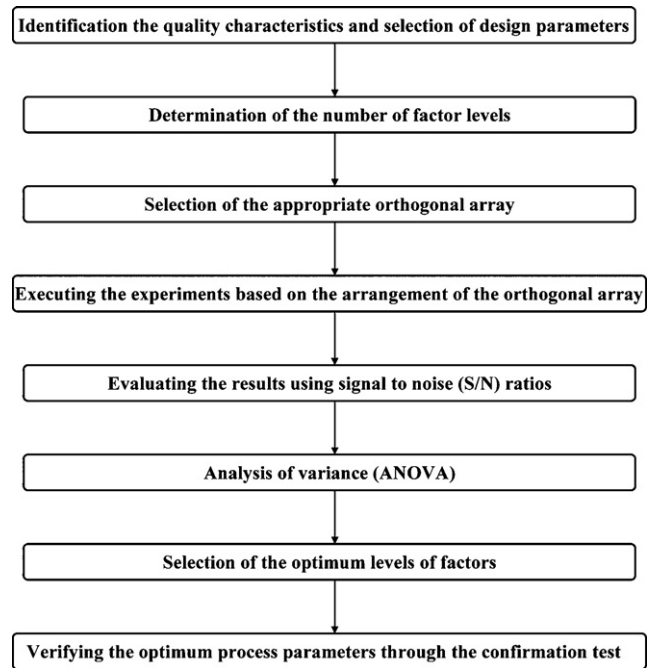 Identification the quality characteristics and selection of design parameters
Determination of the number of factor levels
Selection of the appropriate orthogonal array
Executing the experiments based on the arrangement of the orthogonal array
Evaluating the results using signal to noise (S/N) ratios
Analysis of variance (ANOVA)
Selection of the optimum levels of factors
Verifying the optimum process parameters through the confirmation test